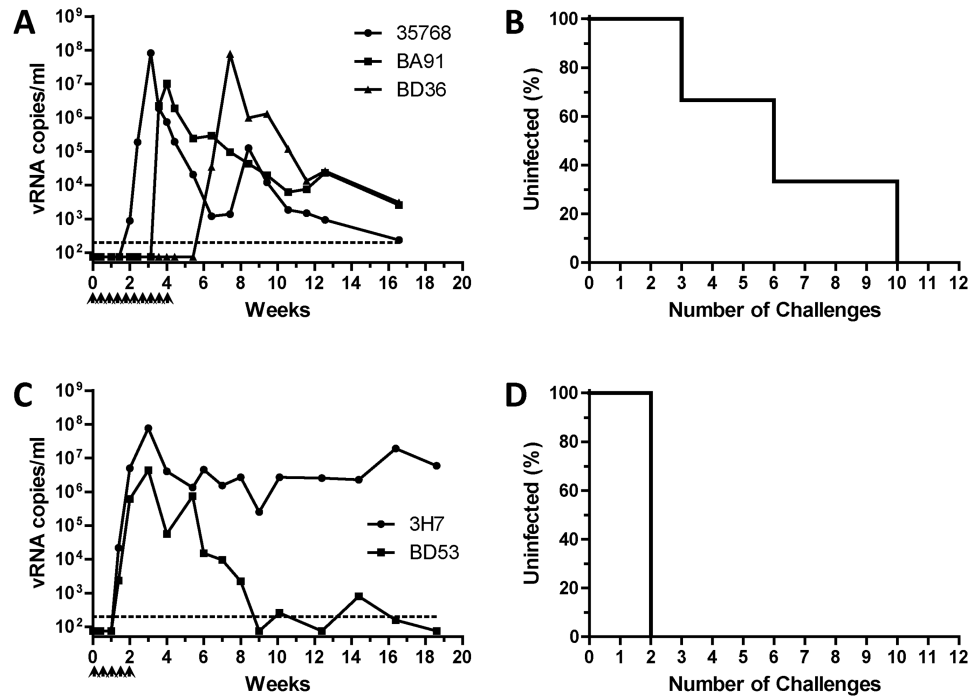 A
vRNA copies/ml
10⁹
10⁸
10⁷
10⁶
10⁵
10⁴
10³
10²
35768
BA91
BD36
0 2 4 6 8 10 12 14 16 18 20
Weeks
B
Uninfected (%)
100
80
60
40
20
0
0 1 2 3 4 5 6 7 8 9 10 11 12
Number of Challenges
C
vRNA copies/ml
10⁹
10⁸
10⁷
10⁶
10⁵
10⁴
10³
10²
3H7
BD53
0 2 4 6 8 10 12 14 16 18 20
Weeks
D
Uninfected (%)
100
80
60
40
20
0
0 1 2 3 4 5 6 7 8 9 10 11 12
Number of Challenges